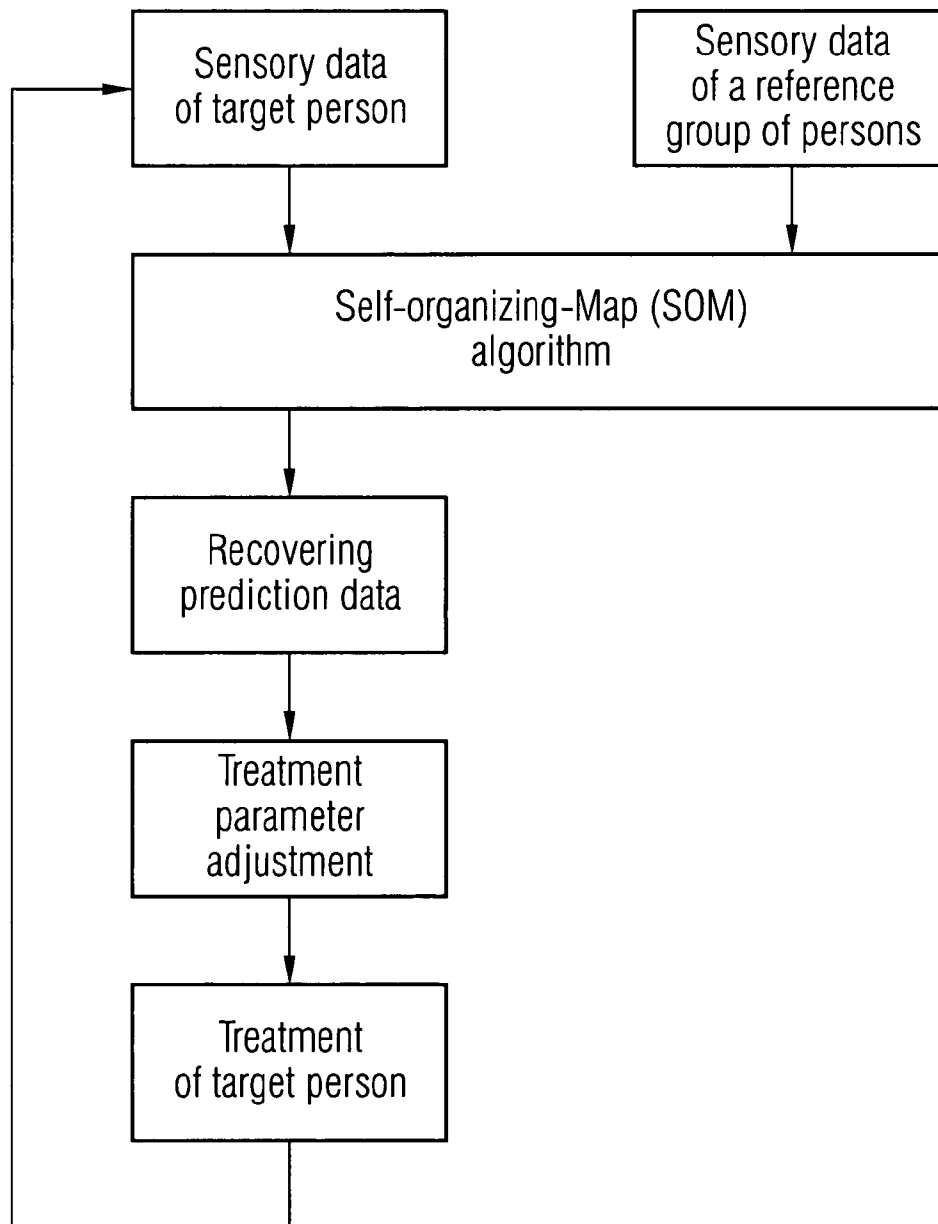 Sensory data
of target person
Sensory data
of a reference
group of persons
Self-organizing-Map (SOM)
algorithm
Recovering
prediction data
Treatment
parameter
adjustment
Treatment
of target person